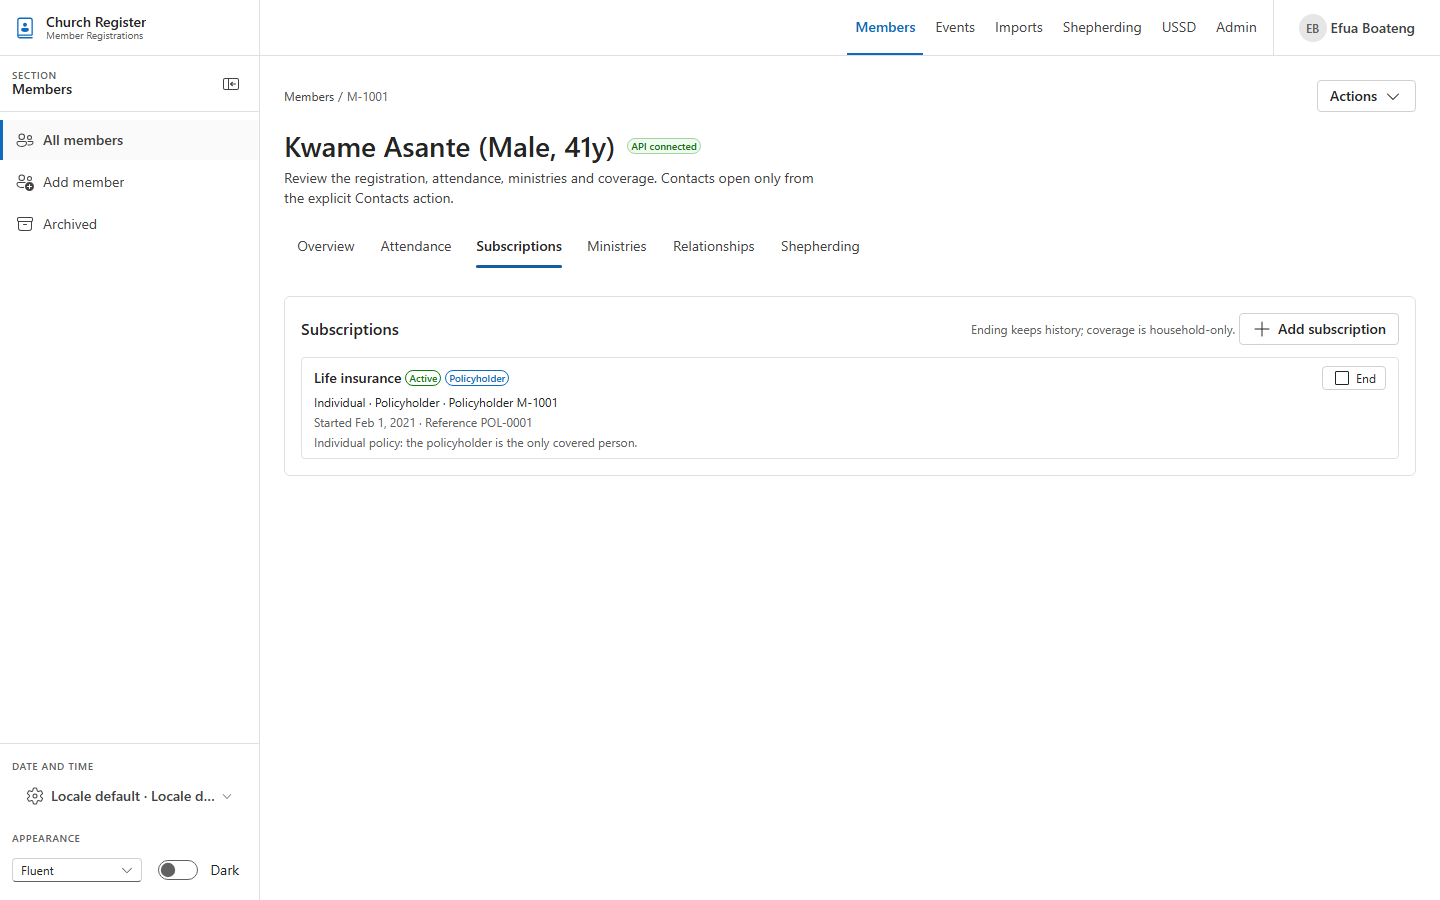 Church Register
Member Registrations
Members
Events
Imports
Shepherding
USSD
Admin
EB
Efua Boateng
SECTION
Members
All members
Add member
Archived
Members / M-1001
Actions
Kwame Asante (Male, 41y)
API connected
Review the registration, attendance, ministries and coverage. Contacts open only from
the explicit Contacts action.
Overview
Attendance
Subscriptions
Ministries
Relationships
Shepherding
Subscriptions
Ending keeps history; coverage is household-only.
Add subscription
Life insurance
Active
Policyholder
End
Individual · Policyholder · Policyholder M-1001
Started Feb 1, 2021 · Reference POL-0001
Individual policy: the policyholder is the only covered person.
DATE AND TIME
Locale default · Locale d...
APPEARANCE
Fluent
Dark